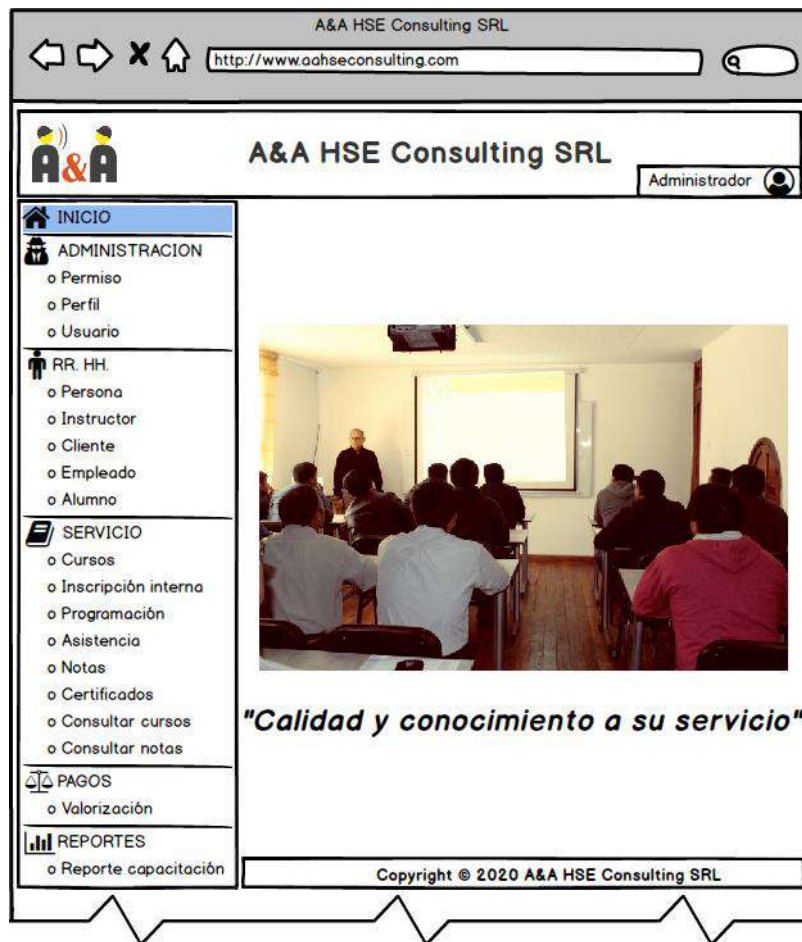 A&A HSE Consulting SRL
http://www.aahseconsulting.com
A&A
A&A HSE Consulting SRL
Administrador
INICIO
ADMINISTRACION
o Permiso
o Perfil
o Usuario
RR. HH.
o Persona
o Instructor
o Cliente
o Empleado
o Alumno
SERVICIO
o Cursos
o Inscripción interna
o Programación
o Asistencia
o Notas
o Certificados
o Consultar cursos
o Consultar notas
PAGOS
o Valorización
REPORTES
o Reporte capacitación
"Calidad y conocimiento a su servicio"
Copyright © 2020 A&A HSE Consulting SRL